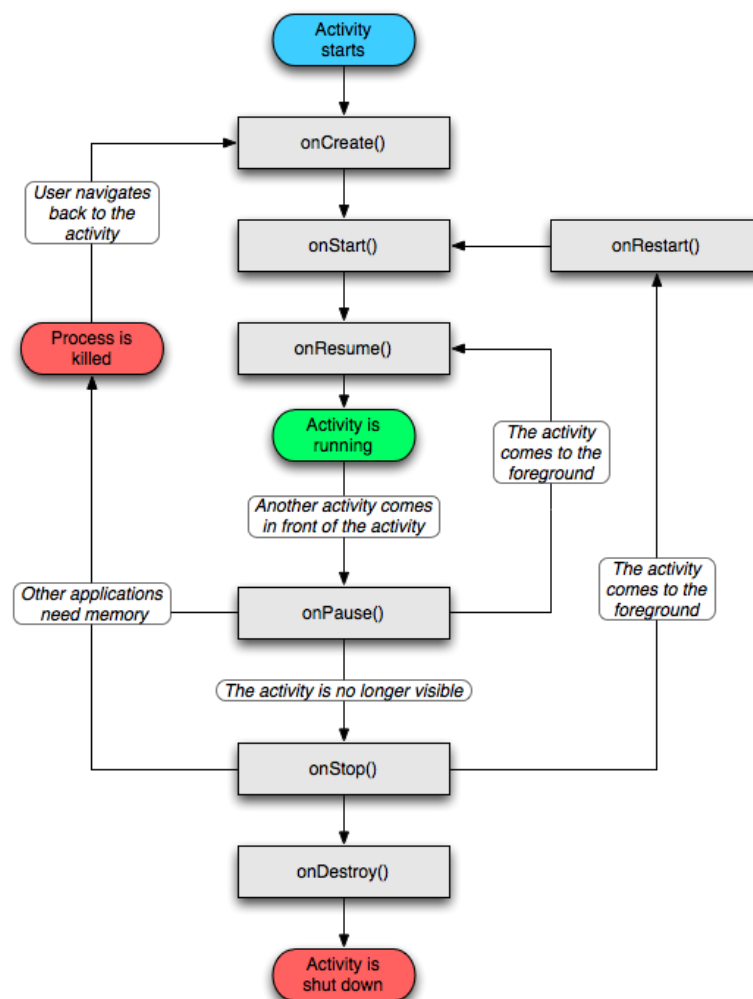 Activity
starts
onCreate()
User navigates
back to the
activity
onStart()
onRestart()
Process is
killed
onResume()
Activity is
running
The activity
comes to the
foreground
Another activity comes
in front of the activity
Other applications
need memory
onPause()
The activity
comes to the
foreground
The activity is no longer visible
onStop()
onDestroy()
Activity is
shut down